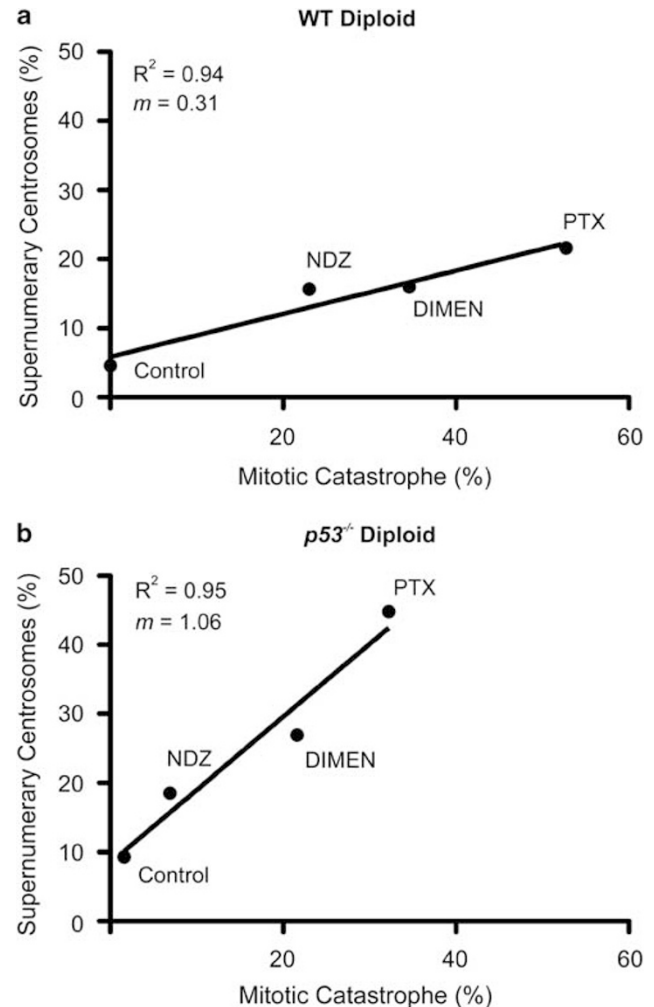 a
WT Diploid
Supernumerary Centrosomes (%)
50
40
30
20
10
0
R² = 0.94
m = 0.31
Control
NDZ
DIMEN
PTX
20
40
60
Mitotic Catastrophe (%)
b
p53⁻/⁻ Diploid
Supernumerary Centrosomes (%)
50
40
30
20
10
0
R² = 0.95
m = 1.06
Control
NDZ
DIMEN
PTX
20
40
60
Mitotic Catastrophe (%)